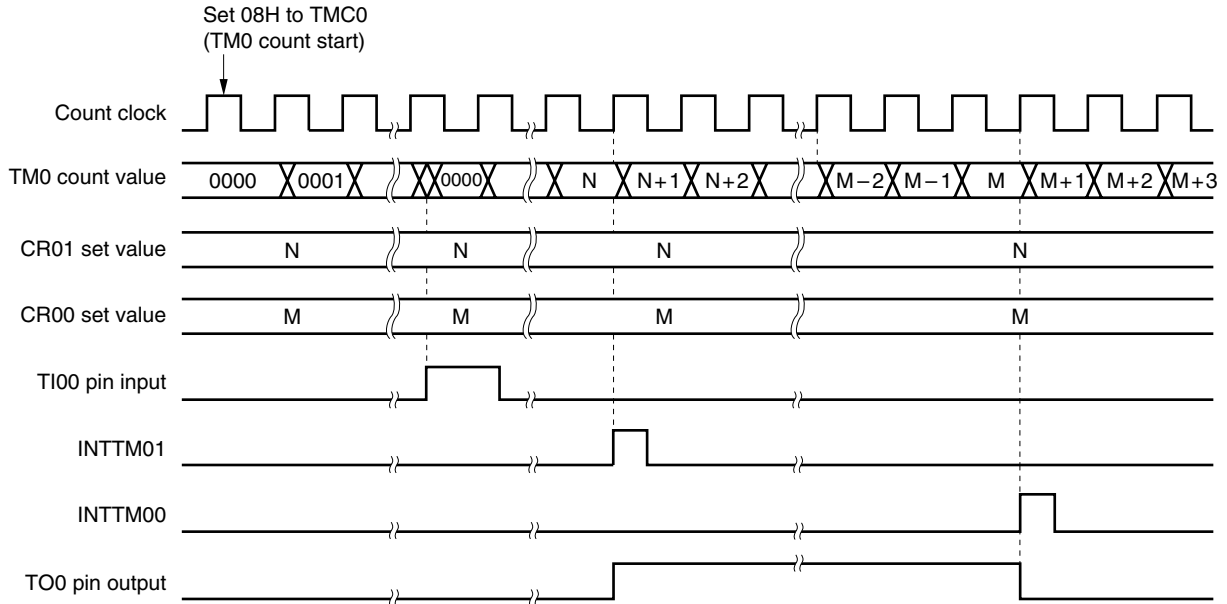 Set 08H to TMC0
(TM0 count start)
Count clock
TM0 count value 0000 0001 0000 N N+1 N+2 M−2 M−1 M M+1 M+2 M+3
CR01 set value N N N N
CR00 set value M M M M
TI00 pin input
INTTM01
INTTM00
TO0 pin output